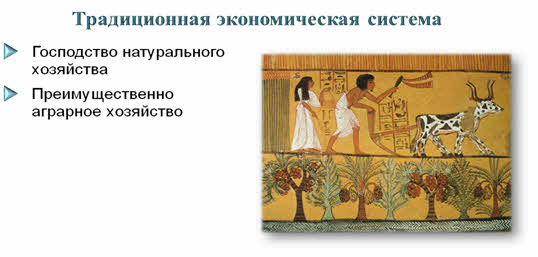 Традиционная экономическая система
Господство натурального
хозяйства
Преимущественно
аграрное хозяйство